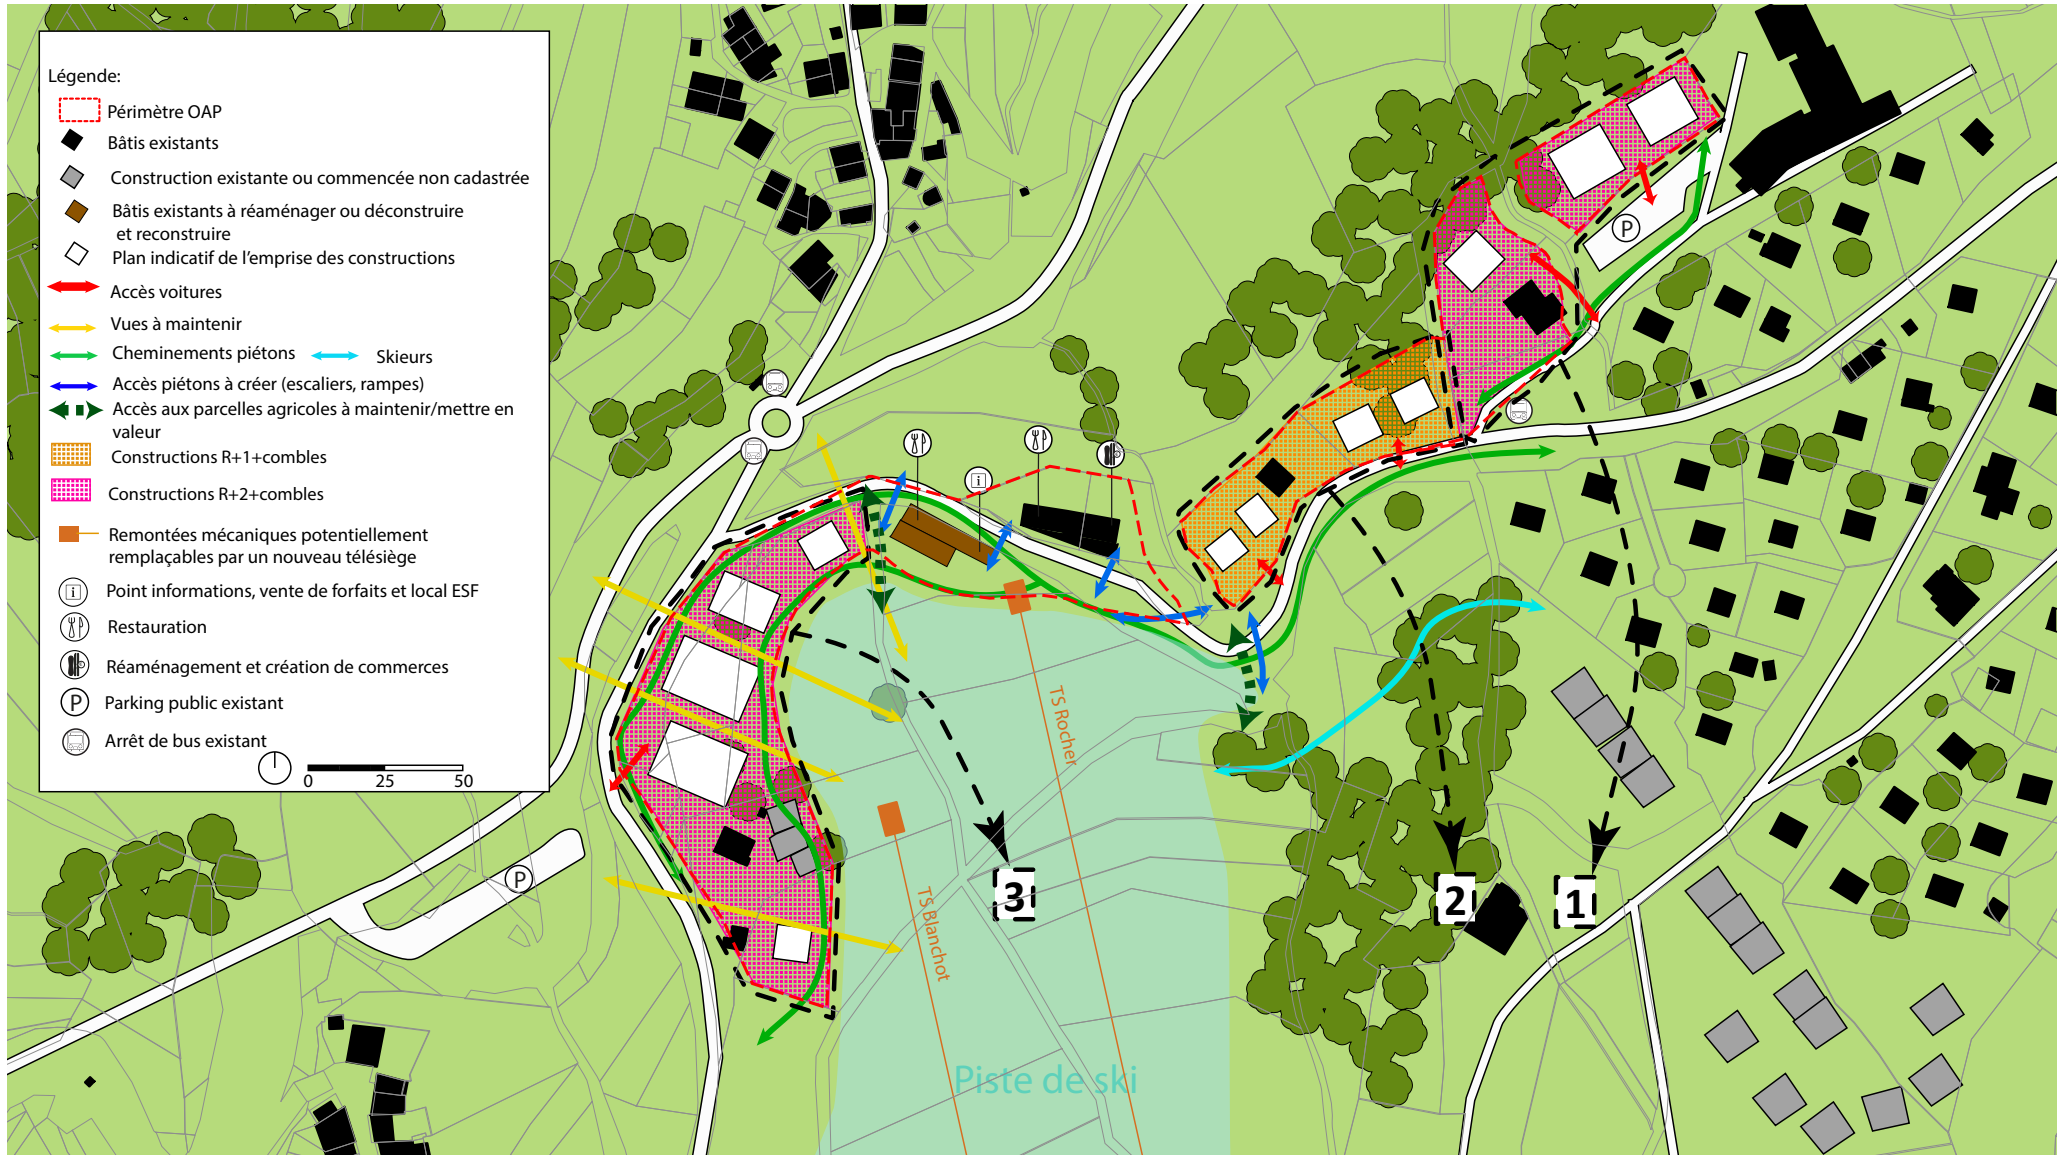 Légende:
Périmètre OAP
Bâtis existants
Construction existante ou commencée non cadastrée
Bâtis existants à réaménager ou déconstruire
et reconstruire
Plan indicatif de l'emprise des constructions
Accès voitures
Vues à maintenir
Cheminements piétons Skieurs
Accès piétons à créer (escaliers, rampes)
Accès aux parcelles agricoles à maintenir/mettre en
valeur
Constructions R+1+combles
Constructions R+2+combles
Remontées mécaniques potentiellement
remplaçables par un nouveau télésiège
i Point informations, vente de forfaits et local ESF
Restauration
Réaménagement et création de commerces
P Parking public existant
Arrêt de bus existant
0 25 50
P
i
TS Rocher
TS Blanchot
P
3
2
1
Piste de ski